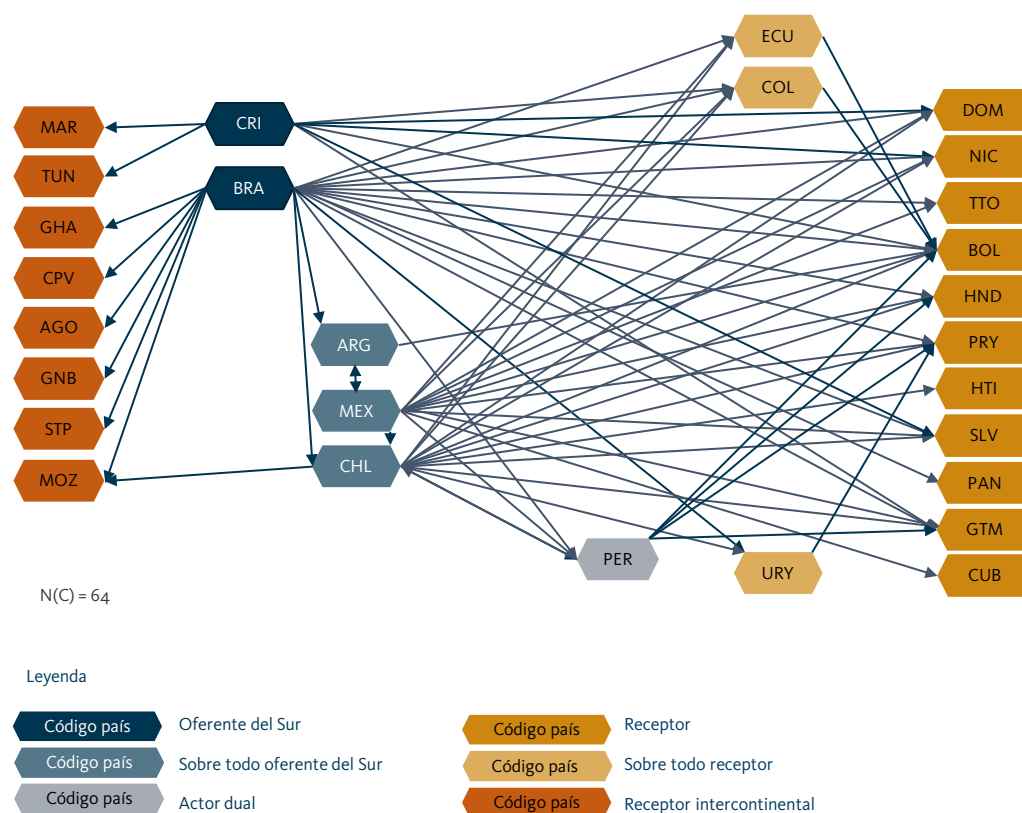 ECU
COL
CRI
MAR
DOM
NIC
TUN
BRA
TTO
GHA
BOL
CPV
HND
AGO
ARG
PRY
GNB
HTI
MEX
STP
SLV
CHL
MOZ
PAN
GTM
PER
URY
CUB
N(C) = 64
Leyenda
Código país Oferente del Sur
Código país Sobre todo oferente del Sur
Código país Actor dual
Código país Receptor
Código país Sobre todo receptor
Código país Receptor intercontinental